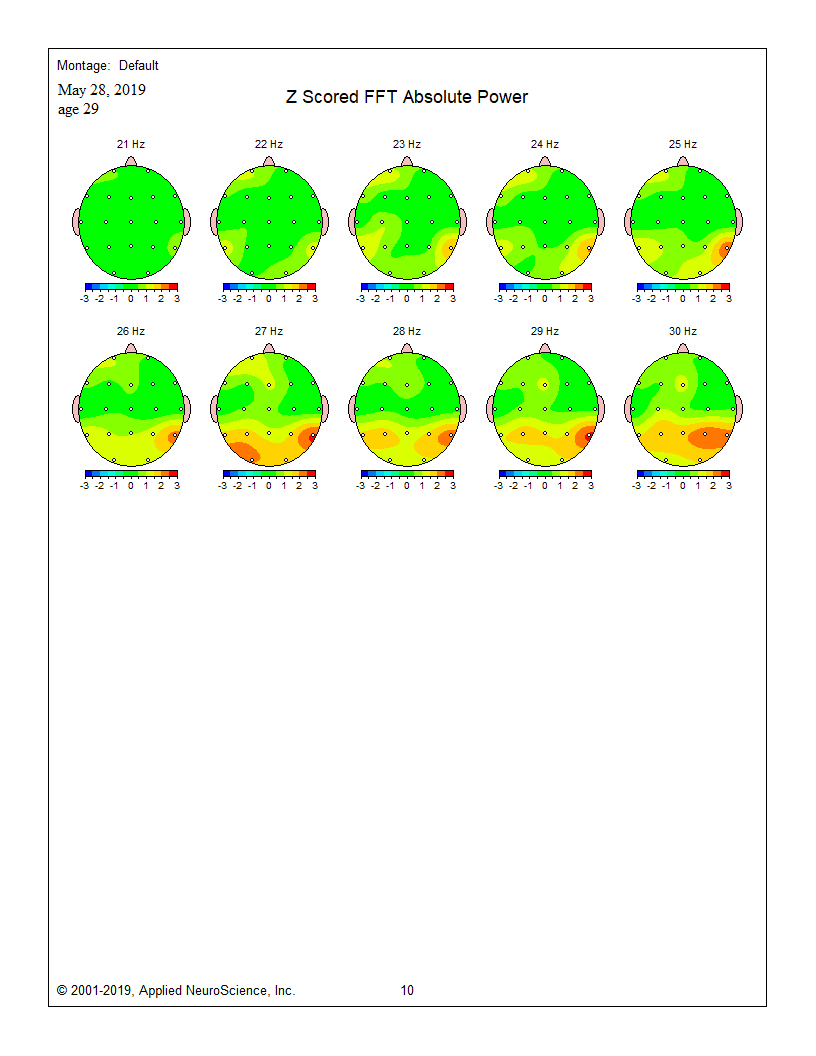 Montage: Default
May 28, 2019
age 29
Z Scored FFT Absolute Power
21 Hz 22 Hz 23 Hz 24 Hz 25 Hz
-3 -2 -1 0 1 2 3 -3 -2 -1 0 1 2 3 -3 -2 -1 0 1 2 3 -3 -2 -1 0 1 2 3 -3 -2 -1 0 1 2 3
26 Hz 27 Hz 28 Hz 29 Hz 30 Hz
-3 -2 -1 0 1 2 3 -3 -2 -1 0 1 2 3 -3 -2 -1 0 1 2 3 -3 -2 -1 0 1 2 3 -3 -2 -1 0 1 2 3
© 2001-2019, Applied NeuroScience, Inc. 10